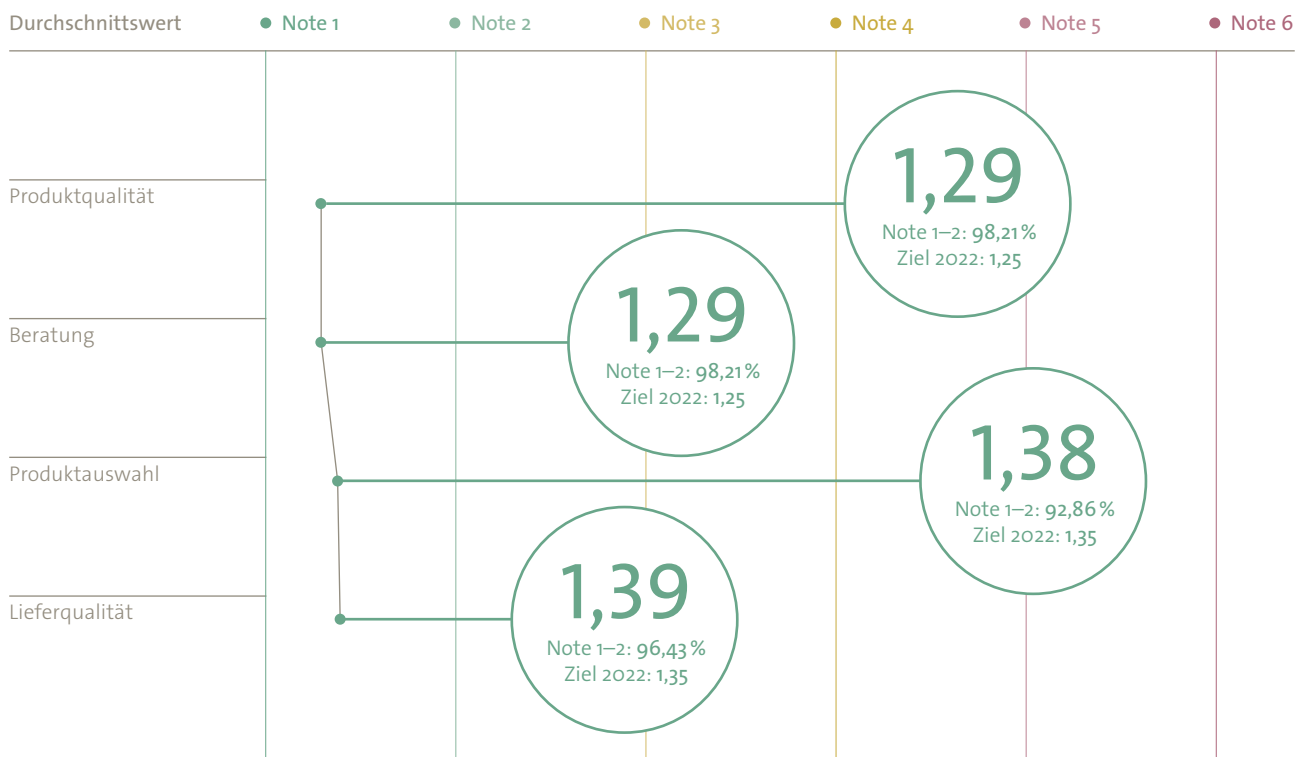 Durchschnittswert Note 1 Note 2 Note 3 Note 4 Note 5 Note 6
Produktqualität
1,29
Note 1–2: 98,21 %
Ziel 2022: 1,25
Beratung
1,29
Note 1–2: 98,21 %
Ziel 2022: 1,25
Produktauswahl
1,38
Note 1–2: 92,86 %
Ziel 2022: 1,35
Lieferqualität
1,39
Note 1–2: 96,43 %
Ziel 2022: 1,35